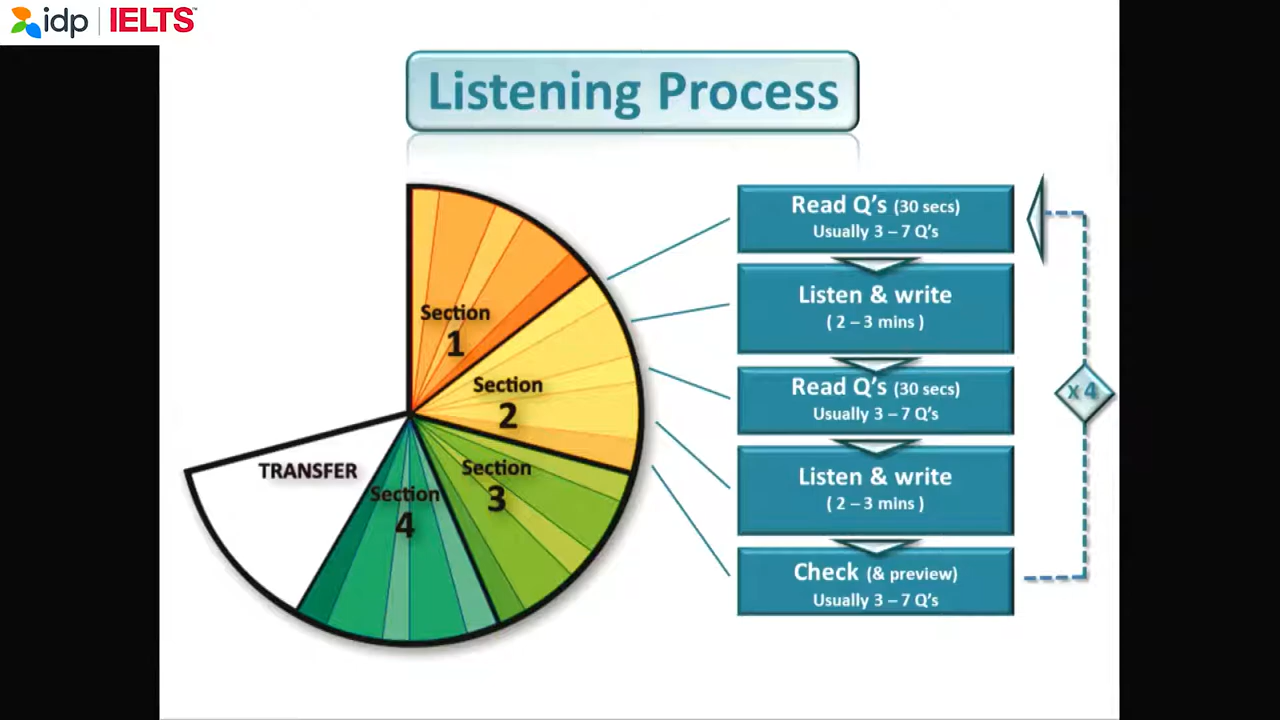 idp | IELTS™
Listening Process
Section
1
Section
2
Section
3
Section
4
TRANSFER
Read Q's (30 secs)
Usually 3 – 7 Q's
Listen & write
( 2 – 3 mins )
Read Q's (30 secs)
Usually 3 – 7 Q's
Listen & write
( 2 – 3 mins )
Check (& preview)
Usually 3 – 7 Q's
x 4